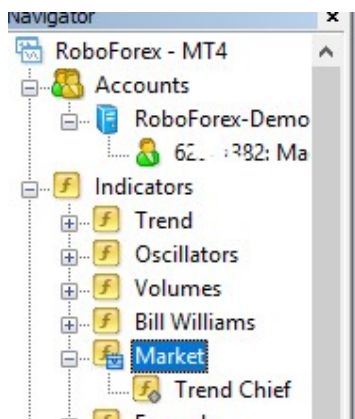 Navigator
RoboForex - MT4
Accounts
RoboForex-Demo
Indicators
Trend
Oscillators
Volumes
Bill Williams
Market
Trend Chief